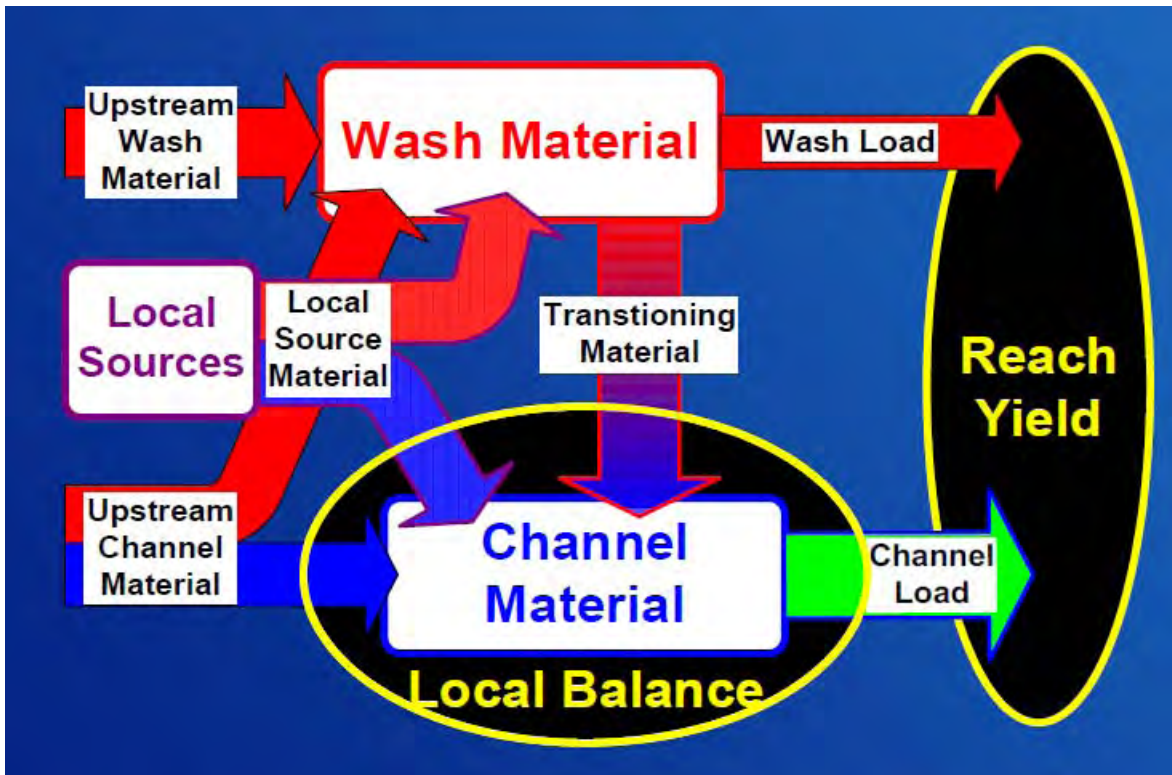 Upstream
Wash
Material
Wash Material
Wash Load
Local
Sources
Local
Source
Material
Transtioning
Material
Reach
Yield
Upstream
Channel
Material
Channel
Material
Channel
Load
Local Balance